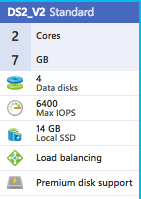 DS2_V2 Standard
2 Cores
7 GB
4
Data disks
6400
Max IOPS
14 GB
Local SSD
Load balancing
Premium disk support